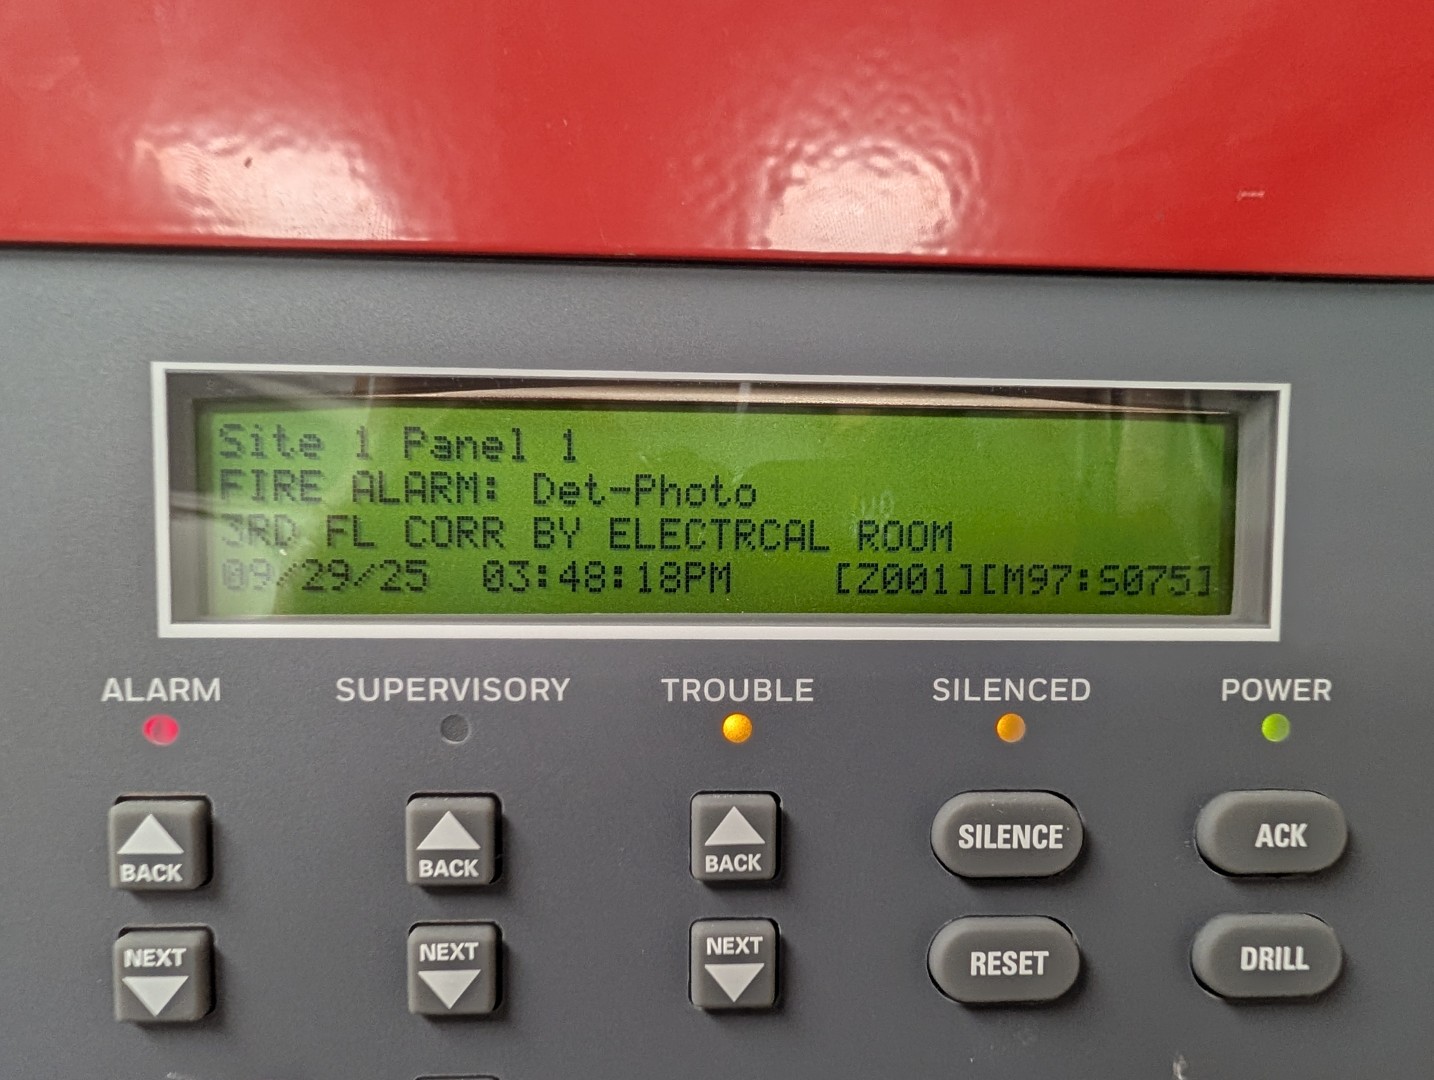 Site 1 Panel 1
FIRE ALARM: Det-Photo
3RD FL CORR BY ELECTRCAL ROOM
09/29/25 03:48:18PM [Z001][M97:S075]
ALARM SUPERVISORY TROUBLE SILENCED POWER
BACK BACK BACK SILENCE ACK
NEXT NEXT NEXT RESET DRILL